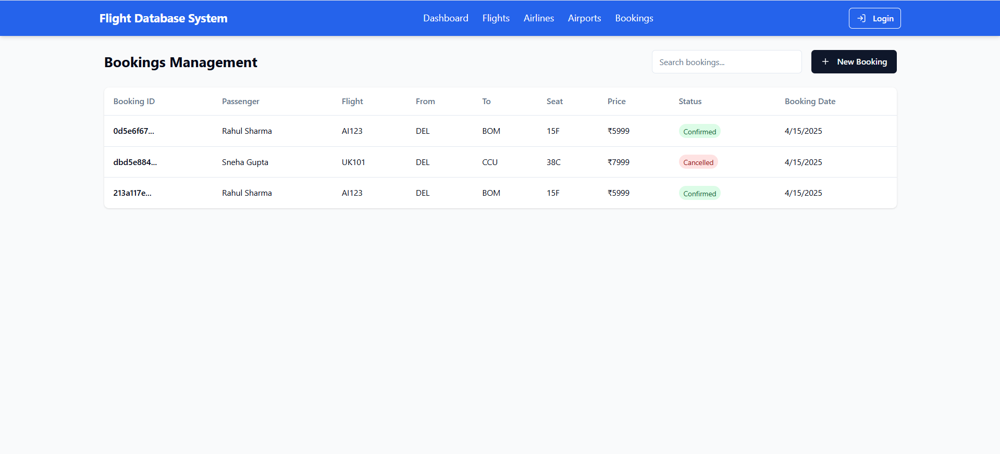 Flight Database System Dashboard Flights Airlines Airports Bookings Login
Bookings Management Search bookings... New Booking
Booking ID Passenger Flight From To Seat Price Status Booking Date
0d5e6f67... Rahul Sharma AI123 DEL BOM 15F ₹5999 Confirmed 4/15/2025
dbd5e884... Sneha Gupta UK101 DEL CCU 38C ₹7999 Cancelled 4/15/2025
213a117e... Rahul Sharma AI123 DEL BOM 15F ₹5999 Confirmed 4/15/2025